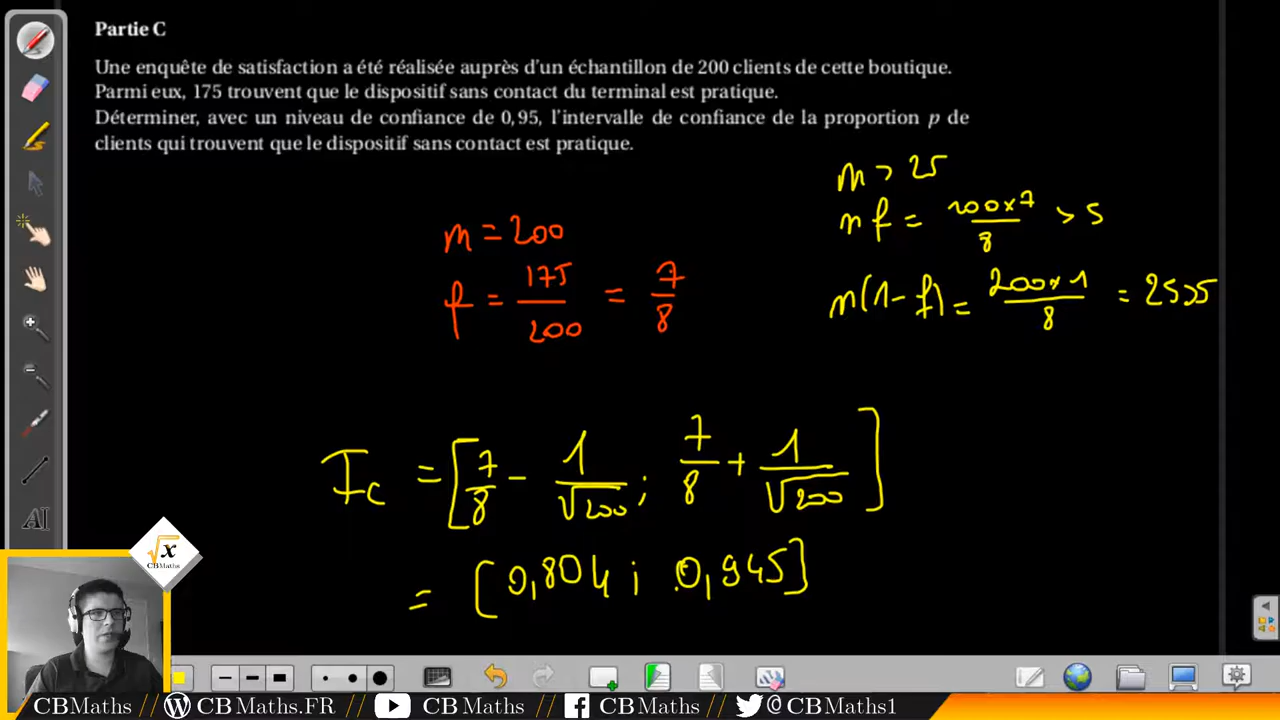 Partie C
Une enquête de satisfaction a été réalisée auprès d'un échantillon de 200 clients de cette boutique.
Parmi eux, 175 trouvent que le dispositif sans contact du terminal est pratique.
Déterminer, avec un niveau de confiance de 0,95, l'intervalle de confiance de la proportion p de
clients qui trouvent que le dispositif sans contact est pratique.
n > 25
n f = 200×7/8 > 5
n(1-f) = 200×1/8 = 25>5
n = 200
f = 175/200 = 7/8
Ic = [7/8 - 1/√200 ; 7/8 + 1/√200]
= [0,804 ; 0,945]
AI
√x
CBMaths
CBMaths CBMaths.FR CBMaths CBMaths @CBMaths1